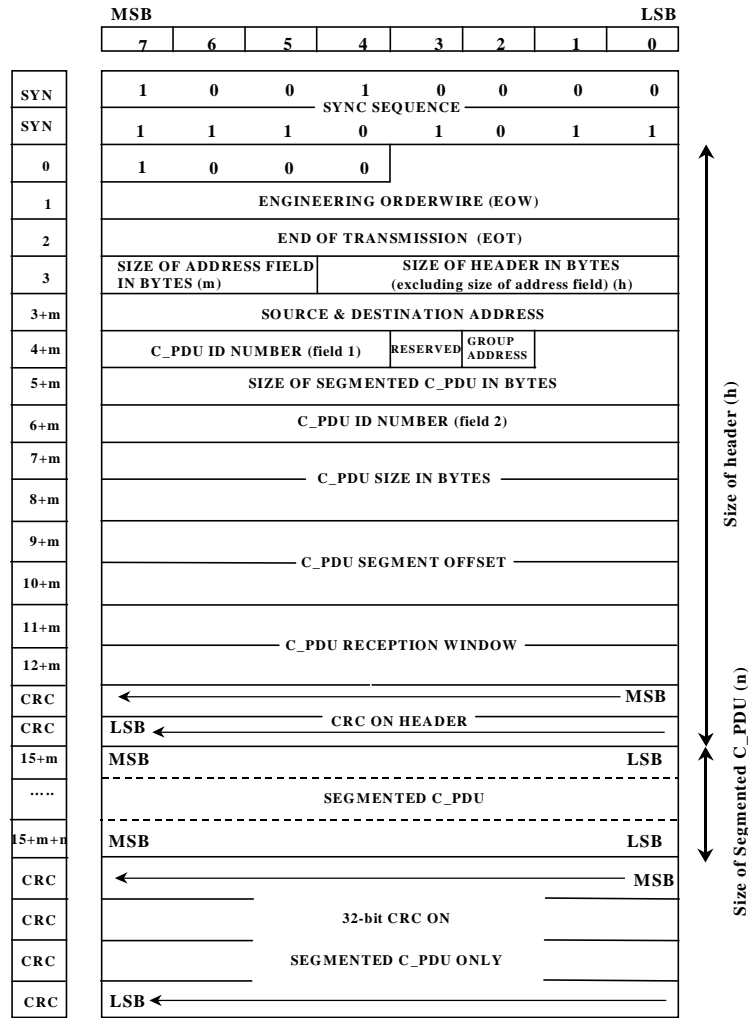 MSB LSB
7 6 5 4 3 2 1 0
SYN 1 0 0 1 0 0 0 0
SYNC SEQUENCE
SYN 1 1 1 0 1 0 1 1
0 1 0 0 0
1 ENGINEERING ORDERWIRE (EOW)
2 END OF TRANSMISSION (EOT)
3 SIZE OF ADDRESS FIELD IN BYTES (m) SIZE OF HEADER IN BYTES (excluding size of address field) (h)
3+m SOURCE & DESTINATION ADDRESS
4+m C_PDU ID NUMBER (field 1) RESERVED GROUP ADDRESS
5+m SIZE OF SEGMENTED C_PDU IN BYTES
6+m C_PDU ID NUMBER (field 2)
7+m
C_PDU SIZE IN BYTES
8+m
9+m
C_PDU SEGMENT OFFSET
10+m
11+m
C_PDU RECEPTION WINDOW
12+m
CRC MSB
CRC LSB CRC ON HEADER
15+m MSB LSB
..... SEGMENTED C_PDU
15+m+n MSB LSB
CRC MSB
CRC 32-bit CRC ON
CRC SEGMENTED C_PDU ONLY
CRC LSB
Size of header (h)
Size of Segmented C_PDU (n)